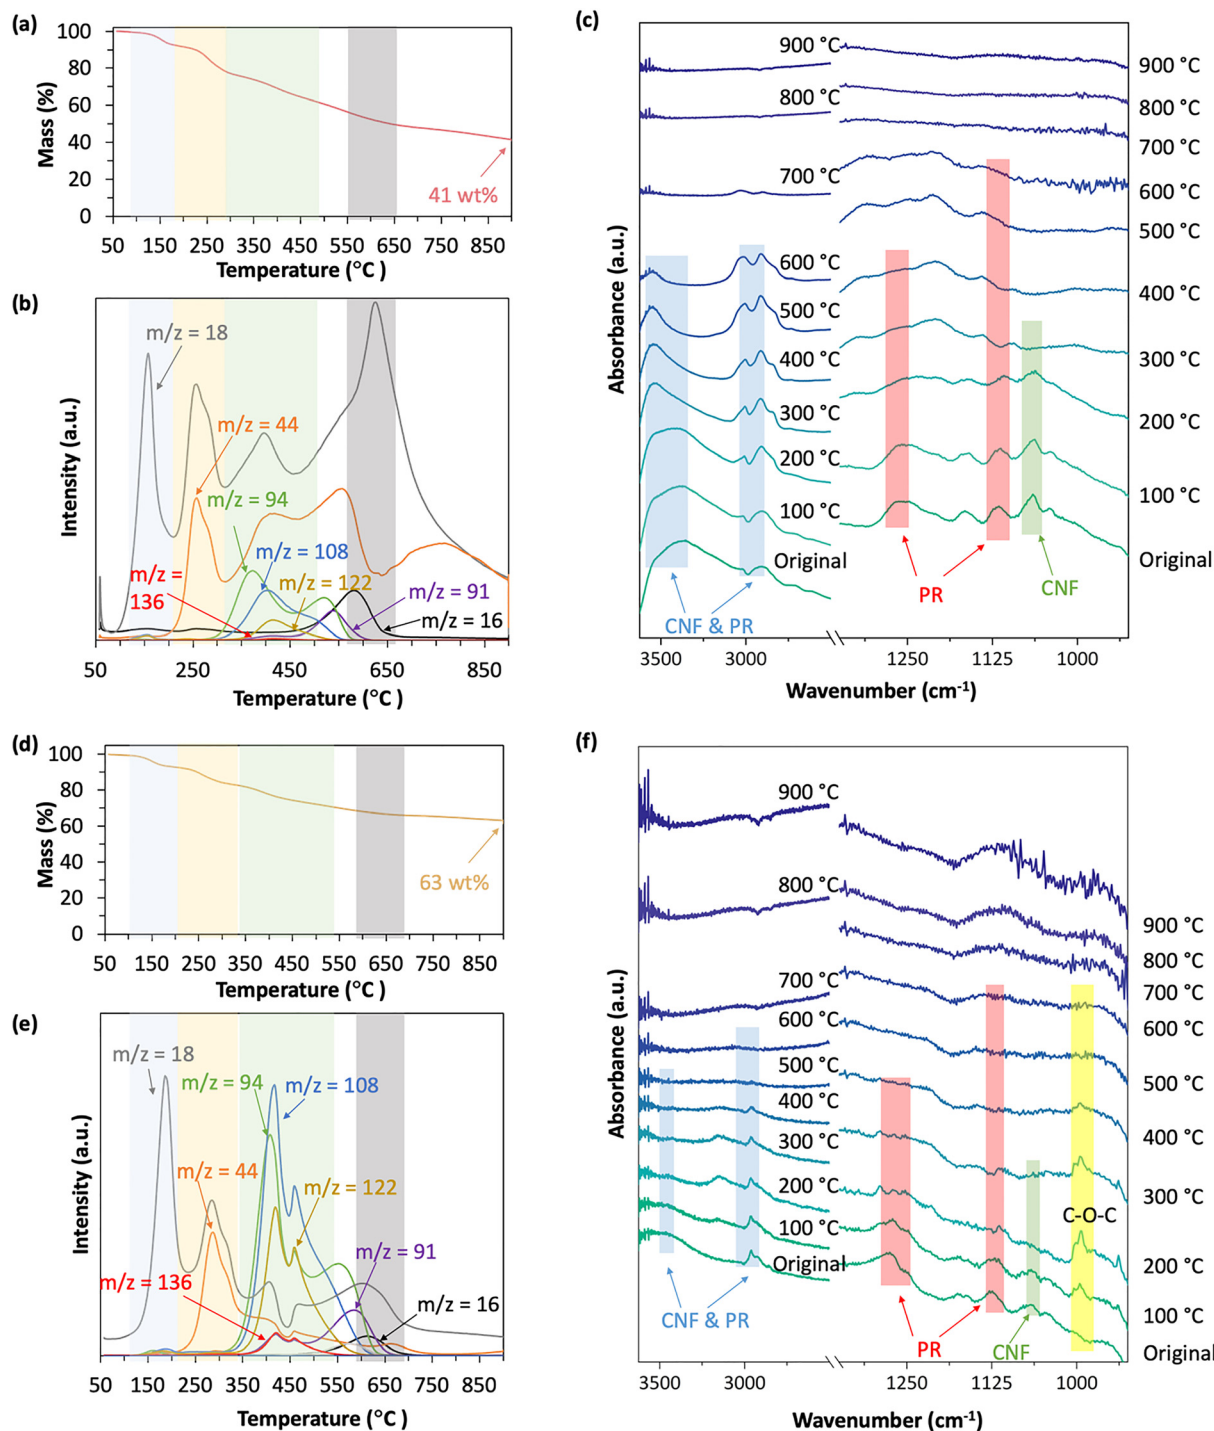 (a)
100
80
60
40
20
0
Mass (%)
41 wt%
50 150 250 350 450 550 650 750 850
Temperature (°C)
(b)
m/z = 18
m/z = 44
m/z = 94
m/z = 108
m/z = 122
m/z =
136
m/z = 91
m/z = 16
Intensity (a.u.)
50 150 250 350 450 550 650 750 850
Temperature (°C )
(c)
900 °C
800 °C
700 °C
600 °C
500 °C
400 °C
300 °C
200 °C
100 °C
Original
900 °C
800 °C
700 °C
600 °C
500 °C
400 °C
300 °C
200 °C
100 °C
Original
CNF & PR
PR
CNF
Absorbance (a.u.)
3500 3000 1250 1125 1000
Wavenumber (cm⁻¹)
(d)
100
80
60
40
20
0
Mass (%)
63 wt%
50 150 250 350 450 550 650 750 850
Temperature (°C )
(e)
m/z = 18
m/z = 94
m/z = 108
m/z = 44
m/z = 122
m/z = 91
m/z = 136
m/z = 16
Intensity (a.u.)
50 150 250 350 450 550 650 750 850
Temperature (°C )
(f)
900 °C
800 °C
700 °C
600 °C
500 °C
400 °C
300 °C
200 °C
100 °C
Original
900 °C
800 °C
700 °C
600 °C
500 °C
400 °C
300 °C
200 °C
100 °C
Original
C-O-C
CNF & PR
PR
CNF
Absorbance (a.u.)
3500 3000 1250 1125 1000
Wavenumber (cm⁻¹)